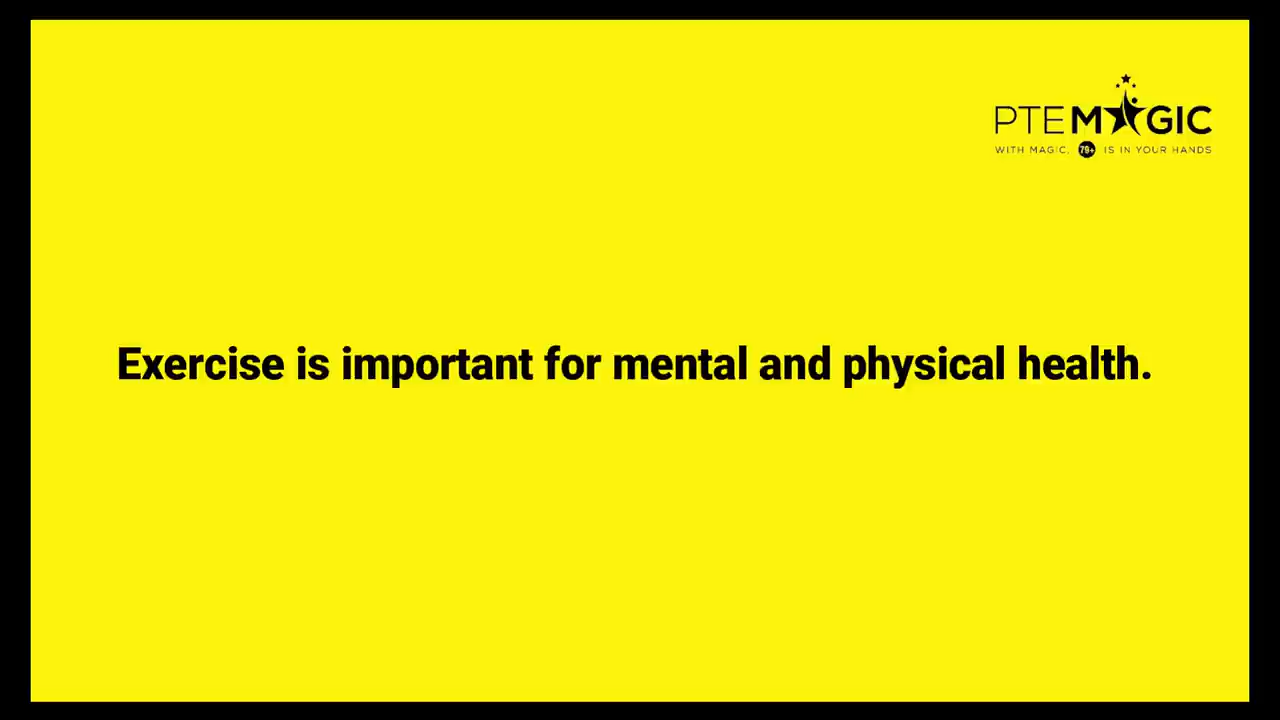 PTEMAGIC
WITH MAGIC, 79+ IS IN YOUR HANDS
Exercise is important for mental and physical health.